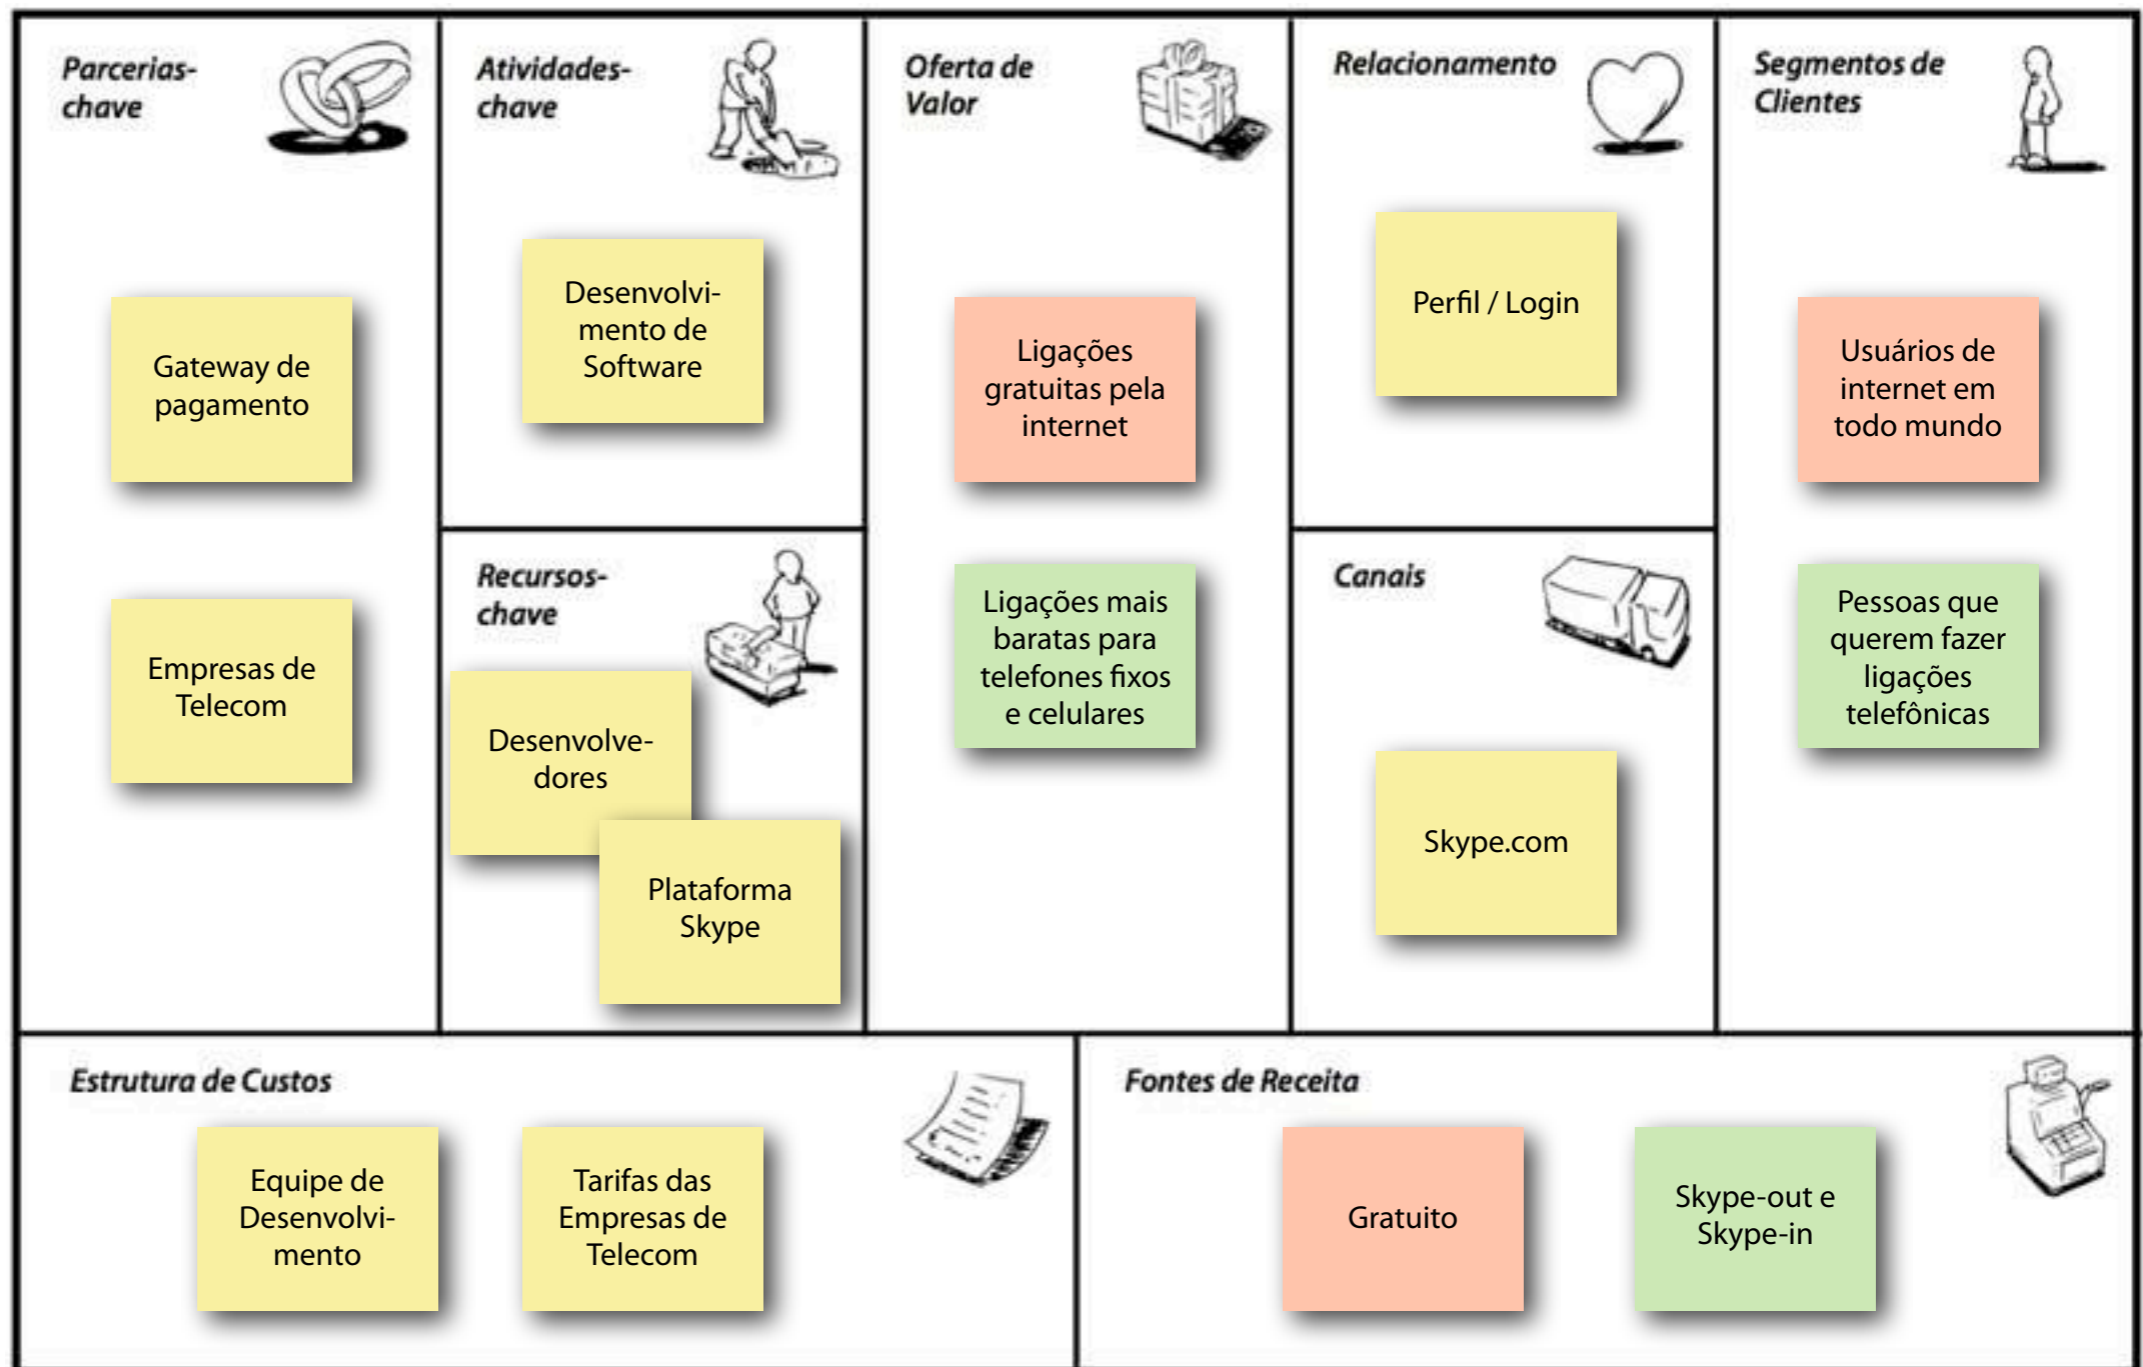 Parcerias-
chave
Gateway de
pagamento
Empresas de
Telecom
Atividades-
chave
Desenvolvi-
mento de
Software
Recursos-
chave
Desenvolve-
dores
Plataforma
Skype
Oferta de
Valor
Ligações
gratuitas pela
internet
Ligações mais
baratas para
telefones fixos
e celulares
Relacionamento
Perfil / Login
Canais
Skype.com
Segmentos de
Clientes
Usuários de
internet em
todo mundo
Pessoas que
querem fazer
ligações
telefônicas
Estrutura de Custos
Equipe de
Desenvolvi-
mento
Tarifas das
Empresas de
Telecom
Fontes de Receita
Gratuito
Skype-out e
Skype-in